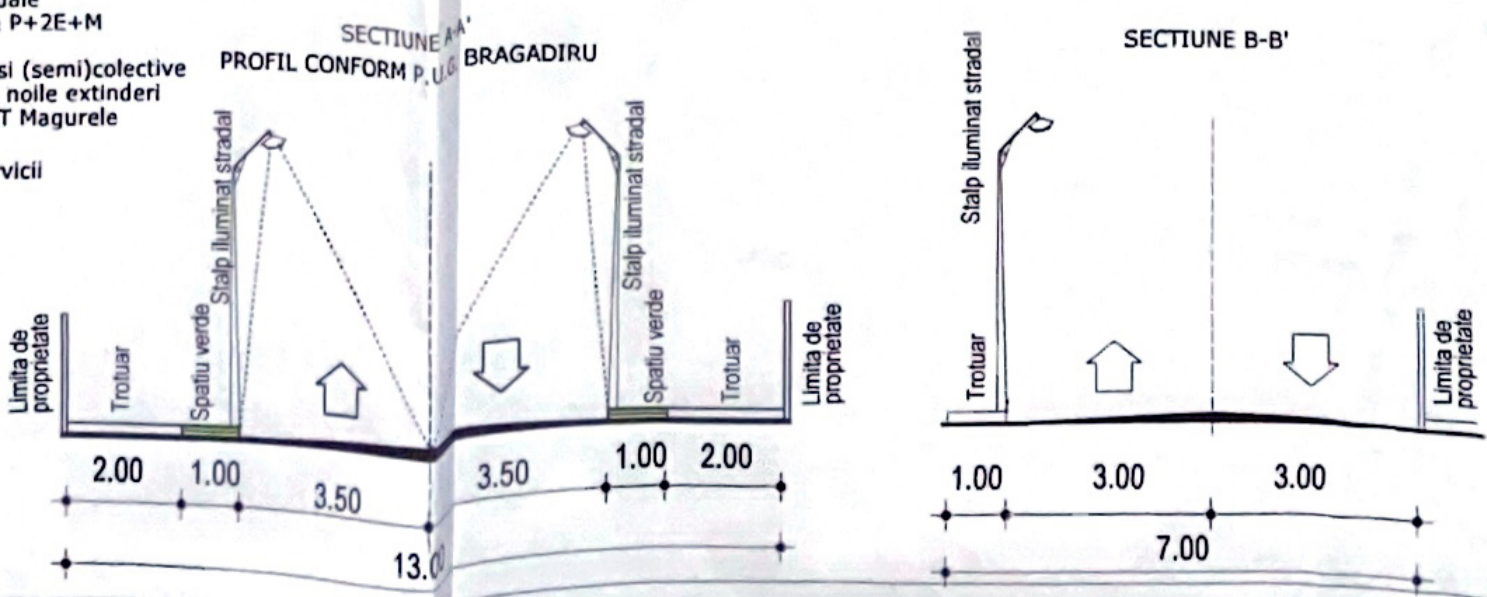 P+2E+M
si (semi)colective
noile extinderi
T Magurele
SECTIUNE A-A'
PROFIL CONFORM P.U.G. BRAGADIRU
Stalp iluminat stradal
Stalp iluminat stradal
Limita de
proprietate
Trotuar
Spatiu verde
Spatiu verde
Trotuar
Limita de
proprietate
2.00 1.00 3.50 3.50 1.00 2.00
13.00
SECTIUNE B-B'
Stalp iluminat stradal
Trotuar
Limita de
proprietate
1.00 3.00 3.00
7.00